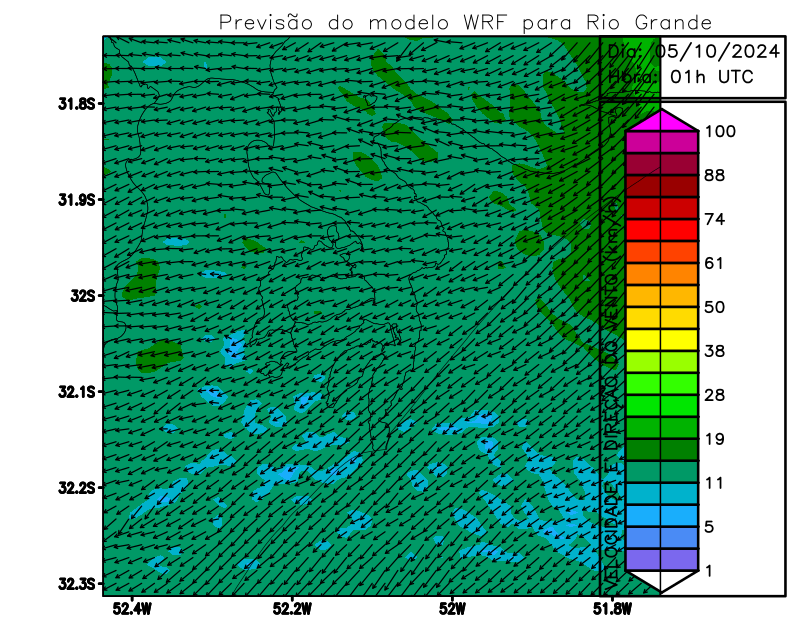 Previsão do modelo WRF para Rio Grande
Dia: 05/10/2024
Hora: 01h UTC
VELOCIDADE E DIREÇÃO DO VENTO (km/h)
100
88
74
61
50
38
28
19
11
5
1
31.8S
31.9S
32S
32.1S
32.2S
32.3S
52.4W
52.2W
52W
51.8W